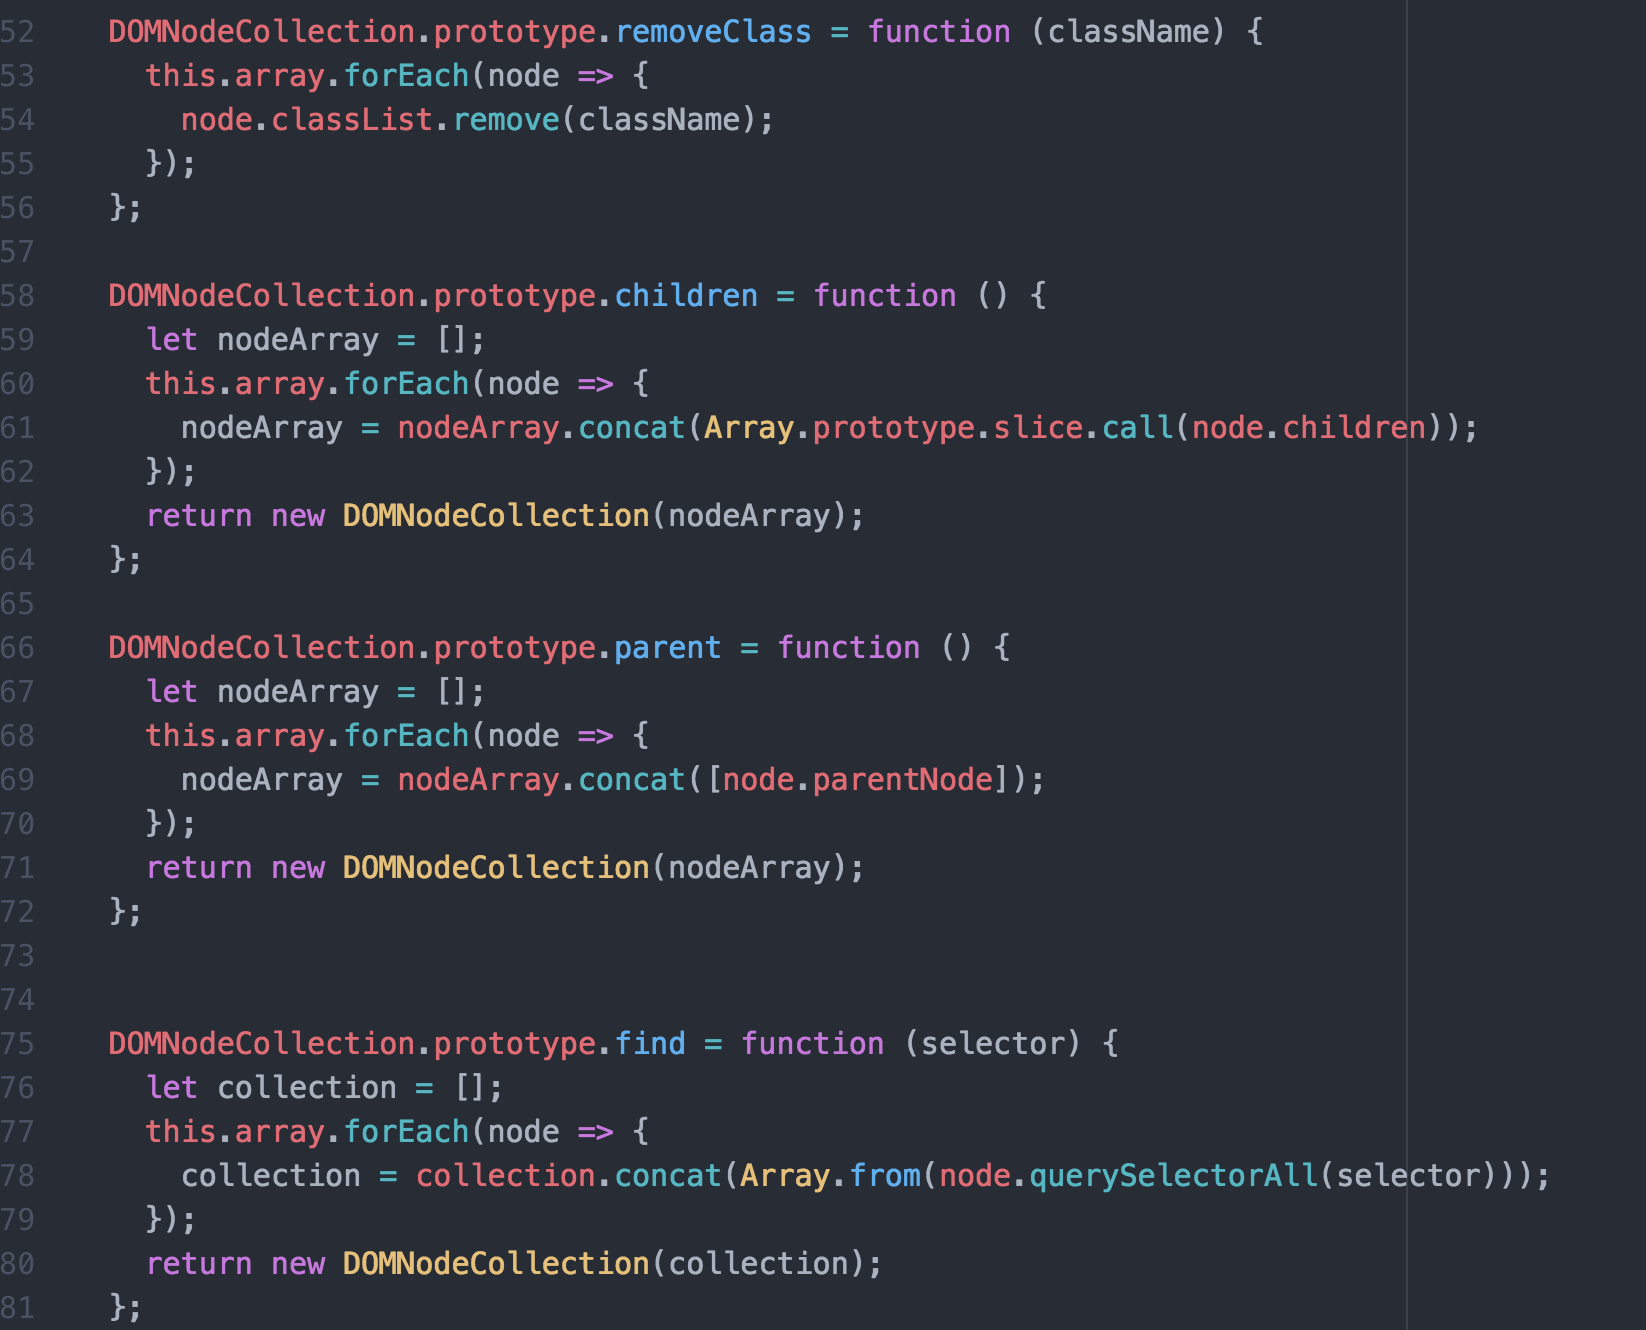 52 DOMNodeCollection.prototype.removeClass = function (className) {
53 this.array.forEach(node => {
54 node.classList.remove(className);
55 });
56 };
57
58 DOMNodeCollection.prototype.children = function () {
59 let nodeArray = [];
60 this.array.forEach(node => {
61 nodeArray = nodeArray.concat(Array.prototype.slice.call(node.children));
62 });
63 return new DOMNodeCollection(nodeArray);
64 };
65
66 DOMNodeCollection.prototype.parent = function () {
67 let nodeArray = [];
68 this.array.forEach(node => {
69 nodeArray = nodeArray.concat([node.parentNode]);
70 });
71 return new DOMNodeCollection(nodeArray);
72 };
73
74
75 DOMNodeCollection.prototype.find = function (selector) {
76 let collection = [];
77 this.array.forEach(node => {
78 collection = collection.concat(Array.from(node.querySelectorAll(selector)));
79 });
80 return new DOMNodeCollection(collection);
81 };